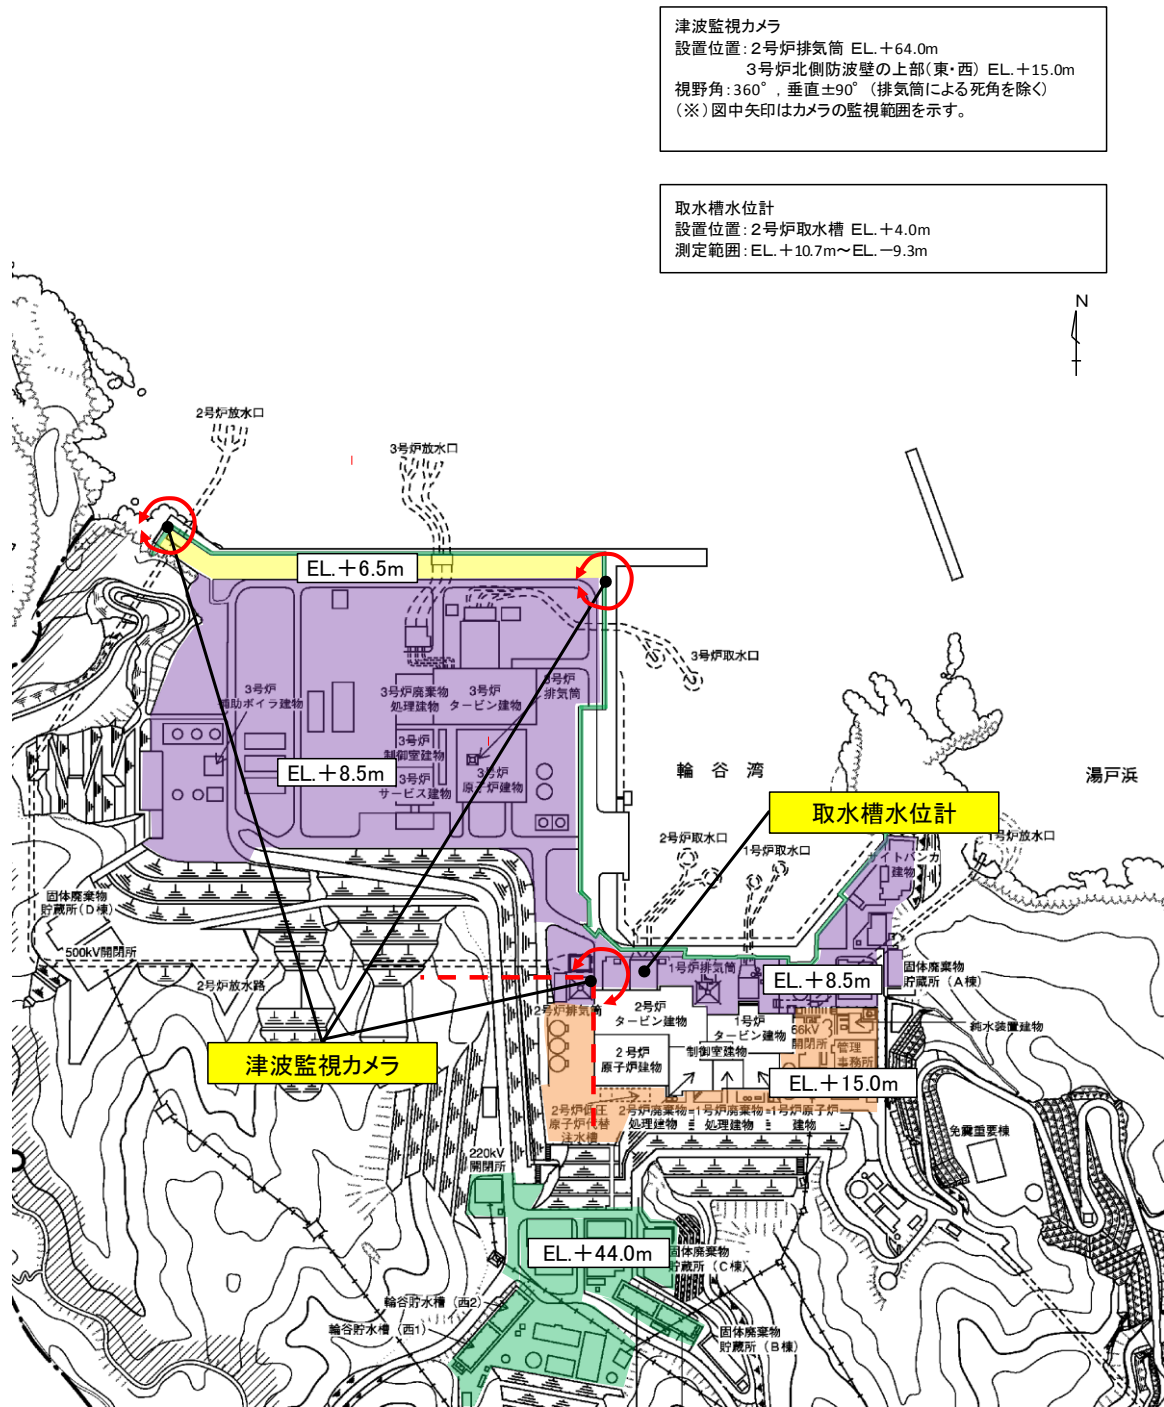 津波監視カメラ
設置位置：２号炉排気筒 EL.＋64.0m
３号炉北側防波壁の上部（東・西） EL.＋15.0m
視野角：360°，垂直±90°（排気筒による死角を除く）
（※）図中矢印はカメラの監視範囲を示す。
取水槽水位計
設置位置：２号炉取水槽 EL.＋4.0m
測定範囲：EL.＋10.7m～EL.－9.3m
N
2号炉放水口
3号炉放水口
EL.＋6.5m
3号炉取水口
3号炉
補助ボイラ建物
3号炉廃棄物
処理建物
3号炉
タービン建物
3号炉
排気筒
3号炉
制御室建物
3号炉
サービス建物
3号炉
原子炉建物
EL.＋8.5m
輪谷湾
湯戸浜
取水槽水位計
2号炉取水口
1号炉取水口
1号炉放水口
サイトバンカ
建物
固体廃棄物
貯蔵所（D棟）
500kV開閉所
2号炉放水路
1号炉排気筒
EL.＋8.5m
固体廃棄物
貯蔵所（A棟）
2号炉排気筒
2号炉
タービン建物
1号炉
タービン建物
66kV
開閉所
純水装置建物
管理
事務所
2号炉
原子炉建物
制御室建物
津波監視カメラ
EL.＋15.0m
2号炉低圧
原子炉代替
注水槽
2号炉廃棄物
処理建物
1号炉廃棄物
処理建物
1号炉原子炉
建物
免震重要棟
220kV
開閉所
EL.＋44.0m
固体廃棄物
貯蔵所（C棟）
輪谷貯水槽（西2）
輪谷貯水槽（西1）
固体廃棄物
貯蔵所（B棟）